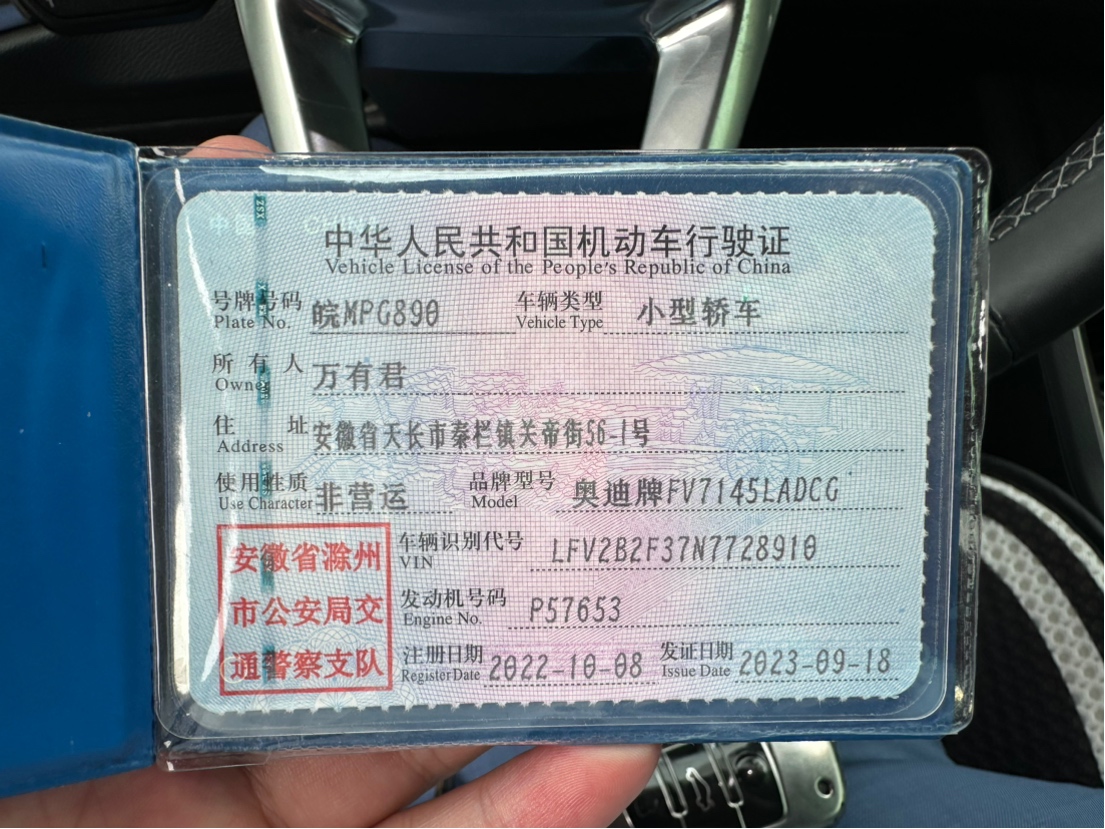 中华人民共和国机动车行驶证
Vehicle License of the People's Republic of China
号牌号码 皖MPG890 车辆类型 小型轿车
Plate No. Vehicle Type
所有人 万有君
Owner
住址 安徽省天长市秦栏镇关帝街56-1号
Address
使用性质 非营运 品牌型号 奥迪牌FV7145LADCG
Use Character Model
安徽省滁州
市公安局交
通警察支队
车辆识别代号 LFV2B2F37N7728910
VIN
发动机号码 P57653
Engine No.
注册日期 2022-10-08 发证日期 2023-09-18
Register Date Issue Date